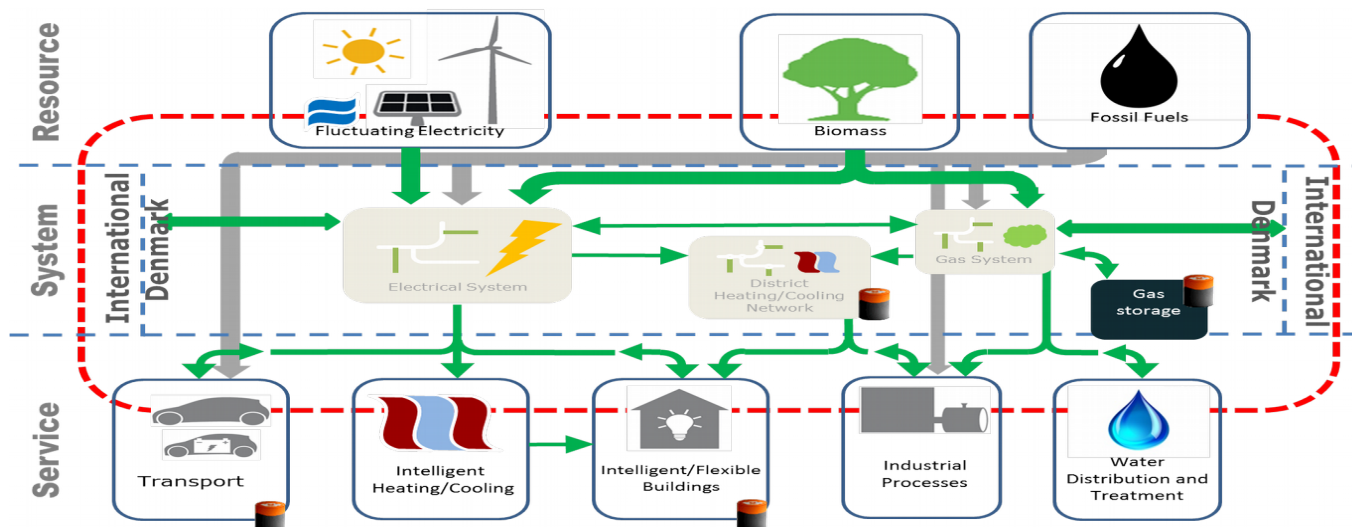 Resource
Fluctuating Electricity
Biomass
Fossil Fuels
System
International
Denmark
Electrical System
District
Heating/Cooling
Network
Gas System
Gas
storage
Denmark
International
Service
Transport
Intelligent
Heating/Cooling
Intelligent/Flexible
Buildings
Industrial
Processes
Water
Distribution and
Treatment